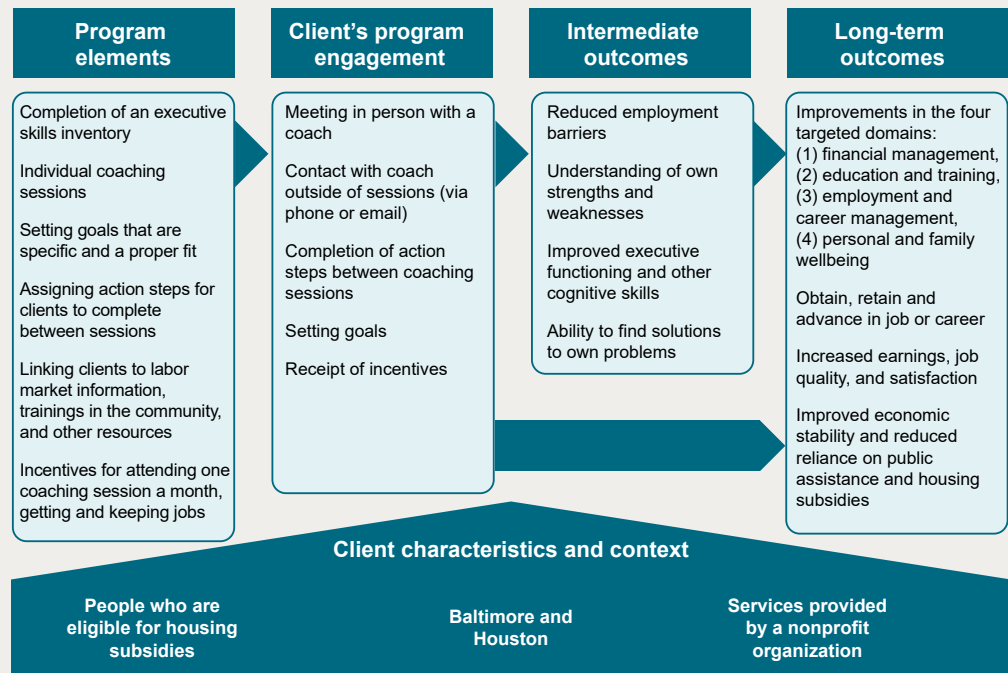 Program
elements
Completion of an executive
skills inventory
Individual coaching
sessions
Setting goals that are
specific and a proper fit
Assigning action steps for
clients to complete
between sessions
Linking clients to labor
market information,
trainings in the community,
and other resources
Incentives for attending one
coaching session a month,
getting and keeping jobs
Client’s program
engagement
Meeting in person with a
coach
Contact with coach
outside of sessions (via
phone or email)
Completion of action
steps between coaching
sessions
Setting goals
Receipt of incentives
Intermediate
outcomes
Reduced employment
barriers
Understanding of own
strengths and
weaknesses
Improved executive
functioning and other
cognitive skills
Ability to find solutions
to own problems
Long-term
outcomes
Improvements in the four
targeted domains:
(1) financial management,
(2) education and training,
(3) employment and
career management,
(4) personal and family
wellbeing
Obtain, retain and
advance in job or career
Increased earnings, job
quality, and satisfaction
Improved economic
stability and reduced
reliance on public
assistance and housing
subsidies
Client characteristics and context
People who are
eligible for housing
subsidies
Baltimore and
Houston
Services provided
by a nonprofit
organization